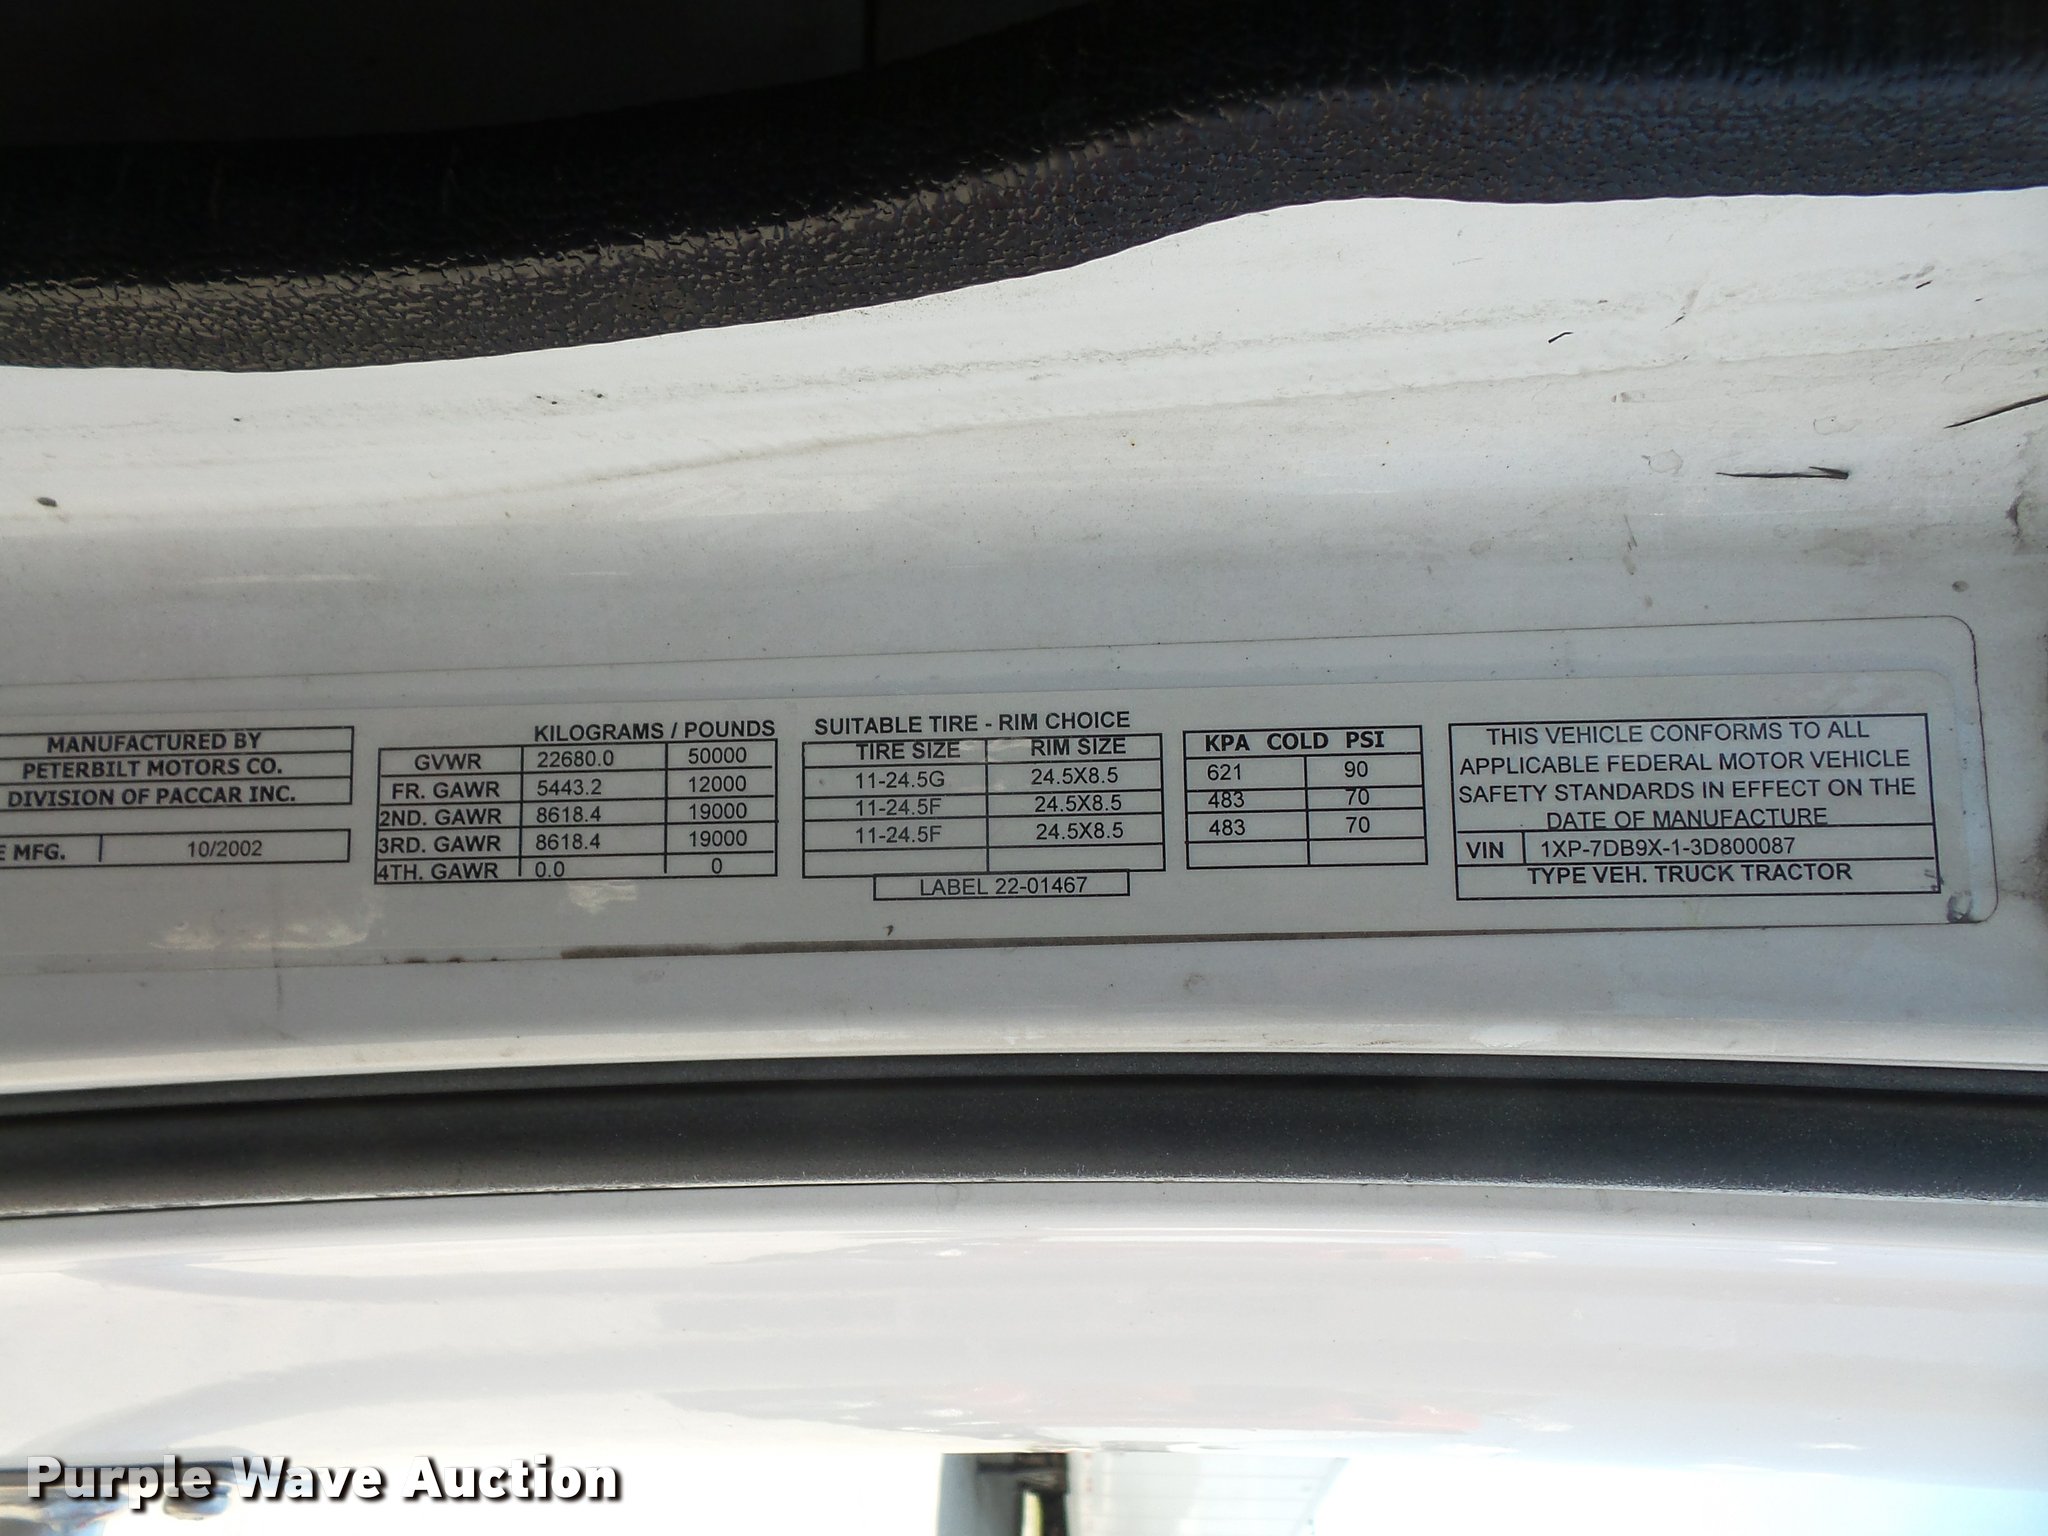 MANUFACTURED BY
PETERBILT MOTORS CO.
DIVISION OF PACCAR INC.
E MFG. 10/2002
KILOGRAMS / POUNDS
GVWR 22680.0 50000
FR. GAWR 5443.2 12000
2ND. GAWR 8618.4 19000
3RD. GAWR 8618.4 19000
4TH. GAWR 0.0 0
SUITABLE TIRE - RIM CHOICE
TIRE SIZE RIM SIZE
11-24.5G 24.5X8.5
11-24.5F 24.5X8.5
11-24.5F 24.5X8.5
LABEL 22-01467
KPA COLD PSI
621 90
483 70
483 70
THIS VEHICLE CONFORMS TO ALL
APPLICABLE FEDERAL MOTOR VEHICLE
SAFETY STANDARDS IN EFFECT ON THE
DATE OF MANUFACTURE
VIN 1XP-7DB9X-1-3D800087
TYPE VEH. TRUCK TRACTOR
Purple Wave Auction